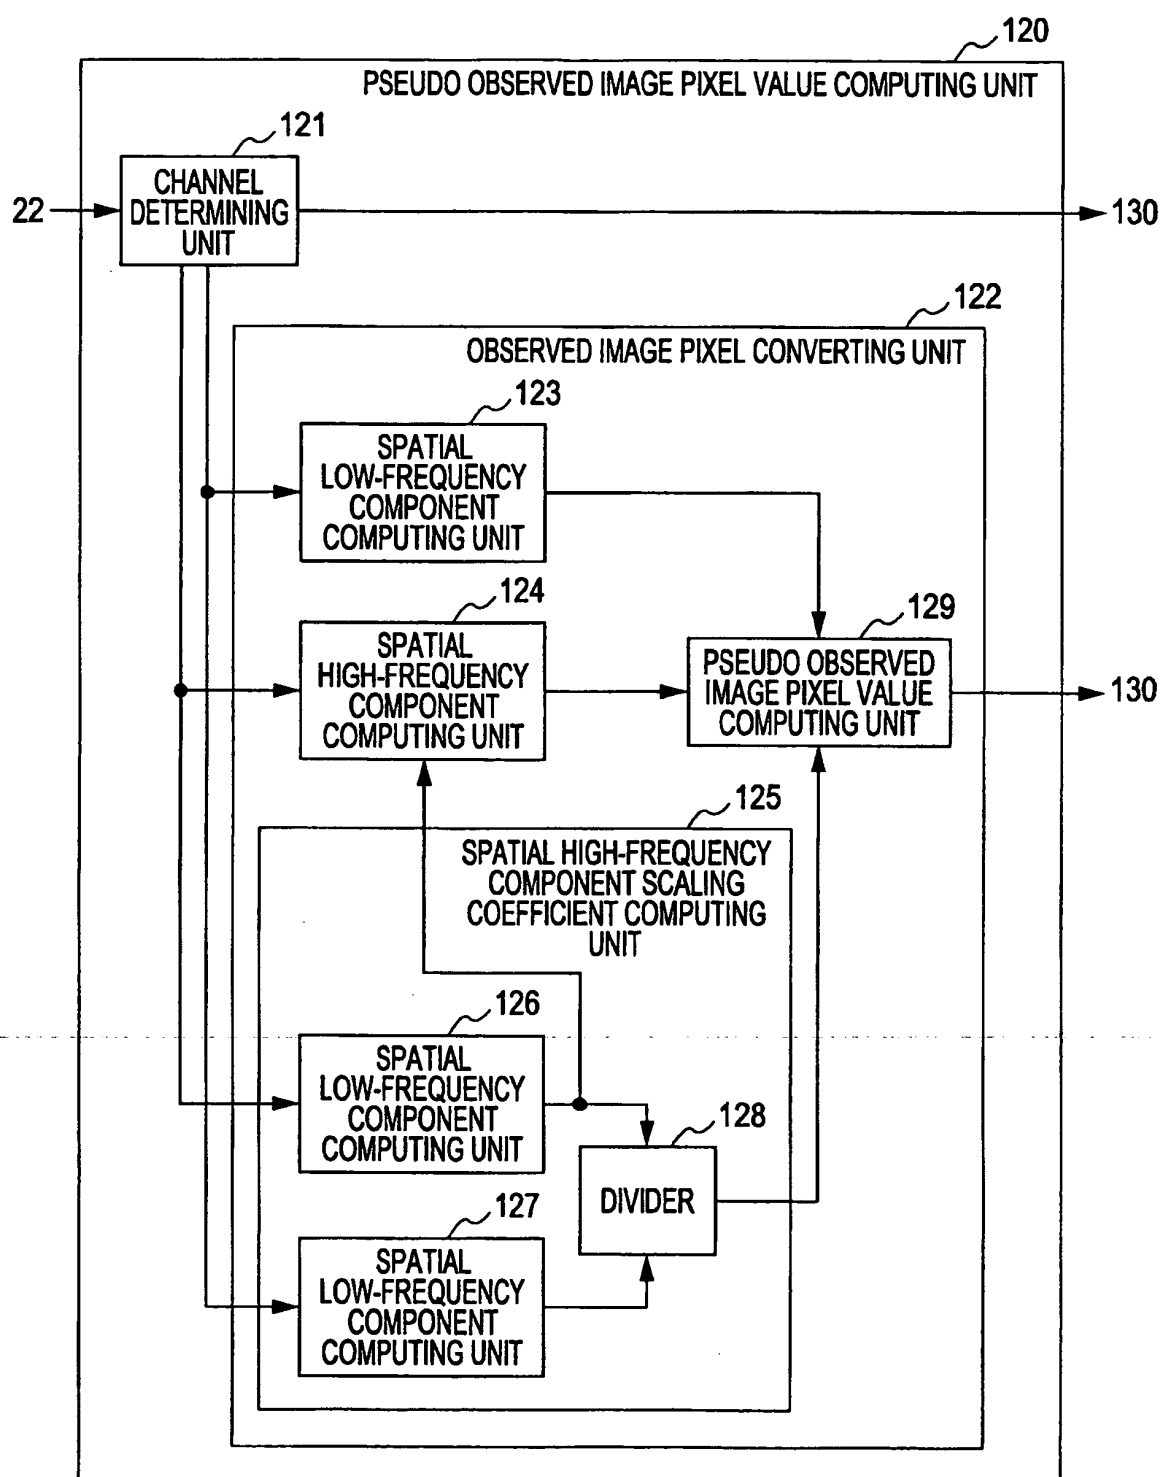 120
PSEUDO OBSERVED IMAGE PIXEL VALUE COMPUTING UNIT
121
CHANNEL
DETERMINING
UNIT
22
130
122
OBSERVED IMAGE PIXEL CONVERTING UNIT
123
SPATIAL
LOW-FREQUENCY
COMPONENT
COMPUTING UNIT
124
SPATIAL
HIGH-FREQUENCY
COMPONENT
COMPUTING UNIT
129
PSEUDO OBSERVED
IMAGE PIXEL VALUE
COMPUTING UNIT
130
125
SPATIAL HIGH-FREQUENCY
COMPONENT SCALING
COEFFICIENT COMPUTING
UNIT
126
SPATIAL
LOW-FREQUENCY
COMPONENT
COMPUTING UNIT
128
DIVIDER
127
SPATIAL
LOW-FREQUENCY
COMPONENT
COMPUTING UNIT